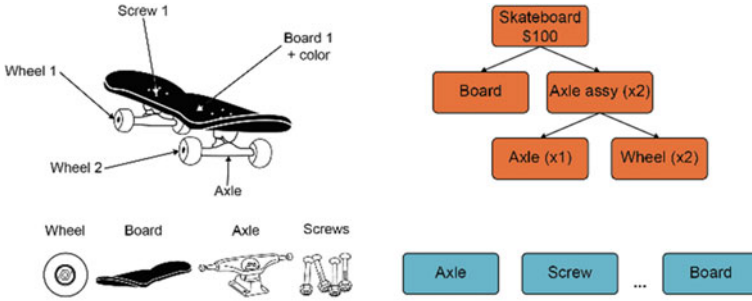 Screw 1
Board 1
+ color
Wheel 1
Wheel 2
Axle
Wheel
Board
Axle
Screws
Skateboard
$100
Board
Axle assy (x2)
Axle (x1)
Wheel (x2)
Axle
Screw
...
Board